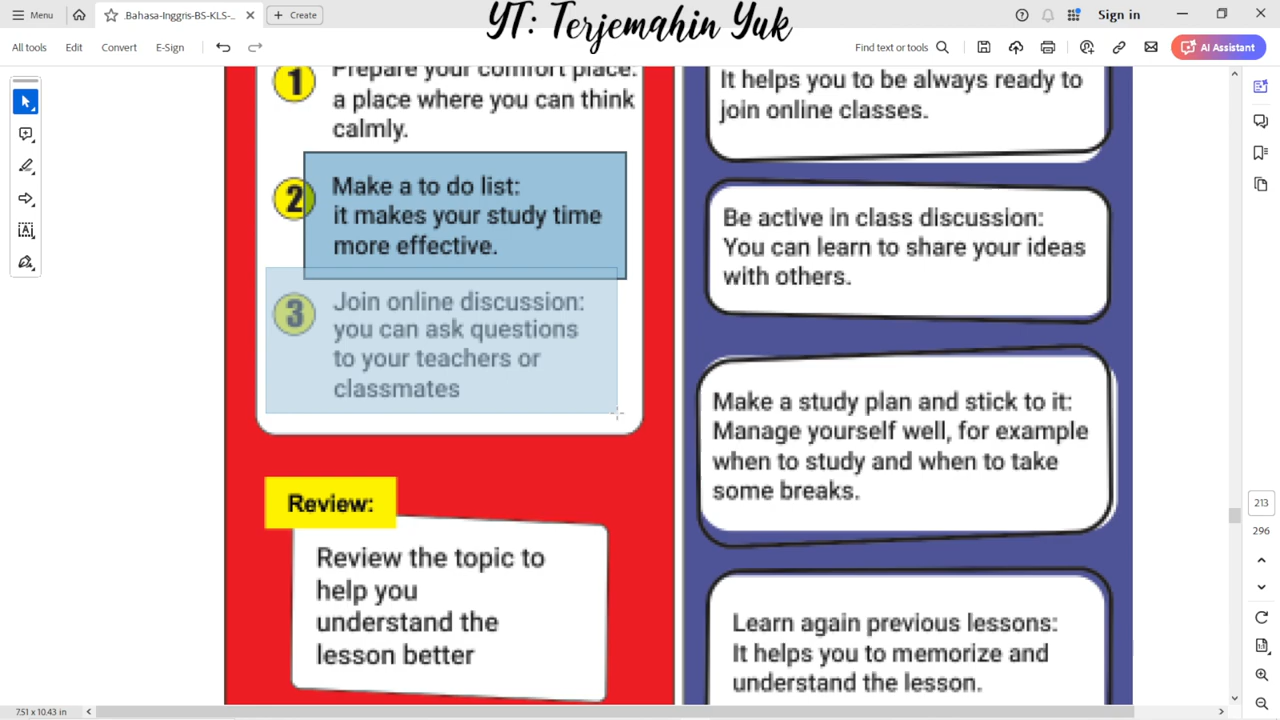 Menu
.Bahasa-Inggris-BS-KLS-...
Create
YT: Terjemahin Yuk
Sign in
All tools
Edit
Convert
E-Sign
Find text or tools
AI Assistant
1
Prepare your comfort place:
a place where you can think
calmly.
2
Make a to do list:
it makes your study time
more effective.
3
Join online discussion:
you can ask questions
to your teachers or
classmates
Review:
Review the topic to
help you
understand the
lesson better
It helps you to be always ready to
join online classes.
Be active in class discussion:
You can learn to share your ideas
with others.
Make a study plan and stick to it:
Manage yourself well, for example
when to study and when to take
some breaks.
Learn again previous lessons:
It helps you to memorize and
understand the lesson.
213
296
7.51 x 10.43 in